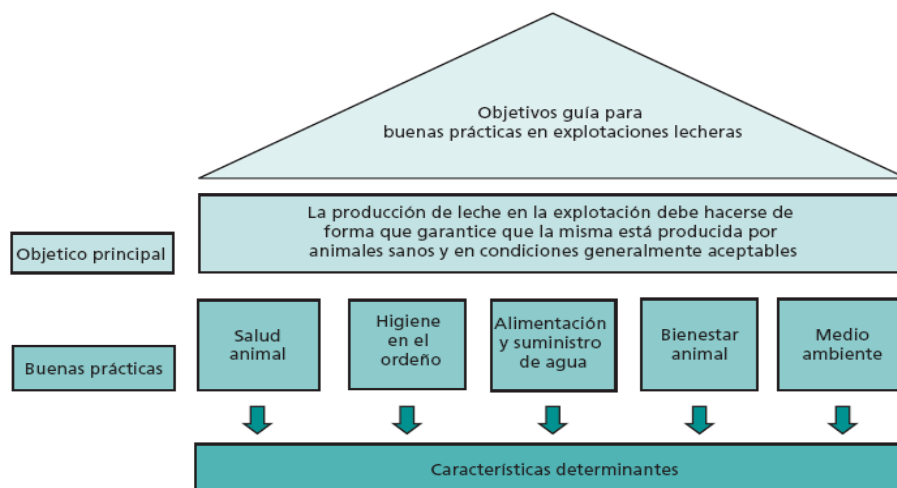 Objetivos guía para
buenas prácticas en explotaciones lecheras
La producción de leche en la explotación debe hacerse de
forma que garantice que la misma está producida por
animales sanos y en condiciones generalmente aceptables
Objetico principal
Salud
animal
Higiene
en el
ordeño
Alimentación
y suministro
de agua
Bienestar
animal
Medio
ambiente
Buenas prácticas
Características determinantes